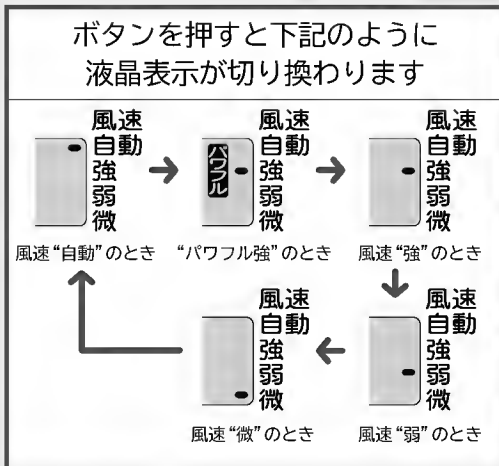 ボタンを押すと下記のように
液晶表示が切り換わります
風速
自動
強
弱
微
風速“自動”のとき
パワフル
風速
自動
強
弱
微
“パワフル強”のとき
風速
自動
強
弱
微
風速“強”のとき
風速
自動
強
弱
微
風速“弱”のとき
風速
自動
強
弱
微
風速“微”のとき